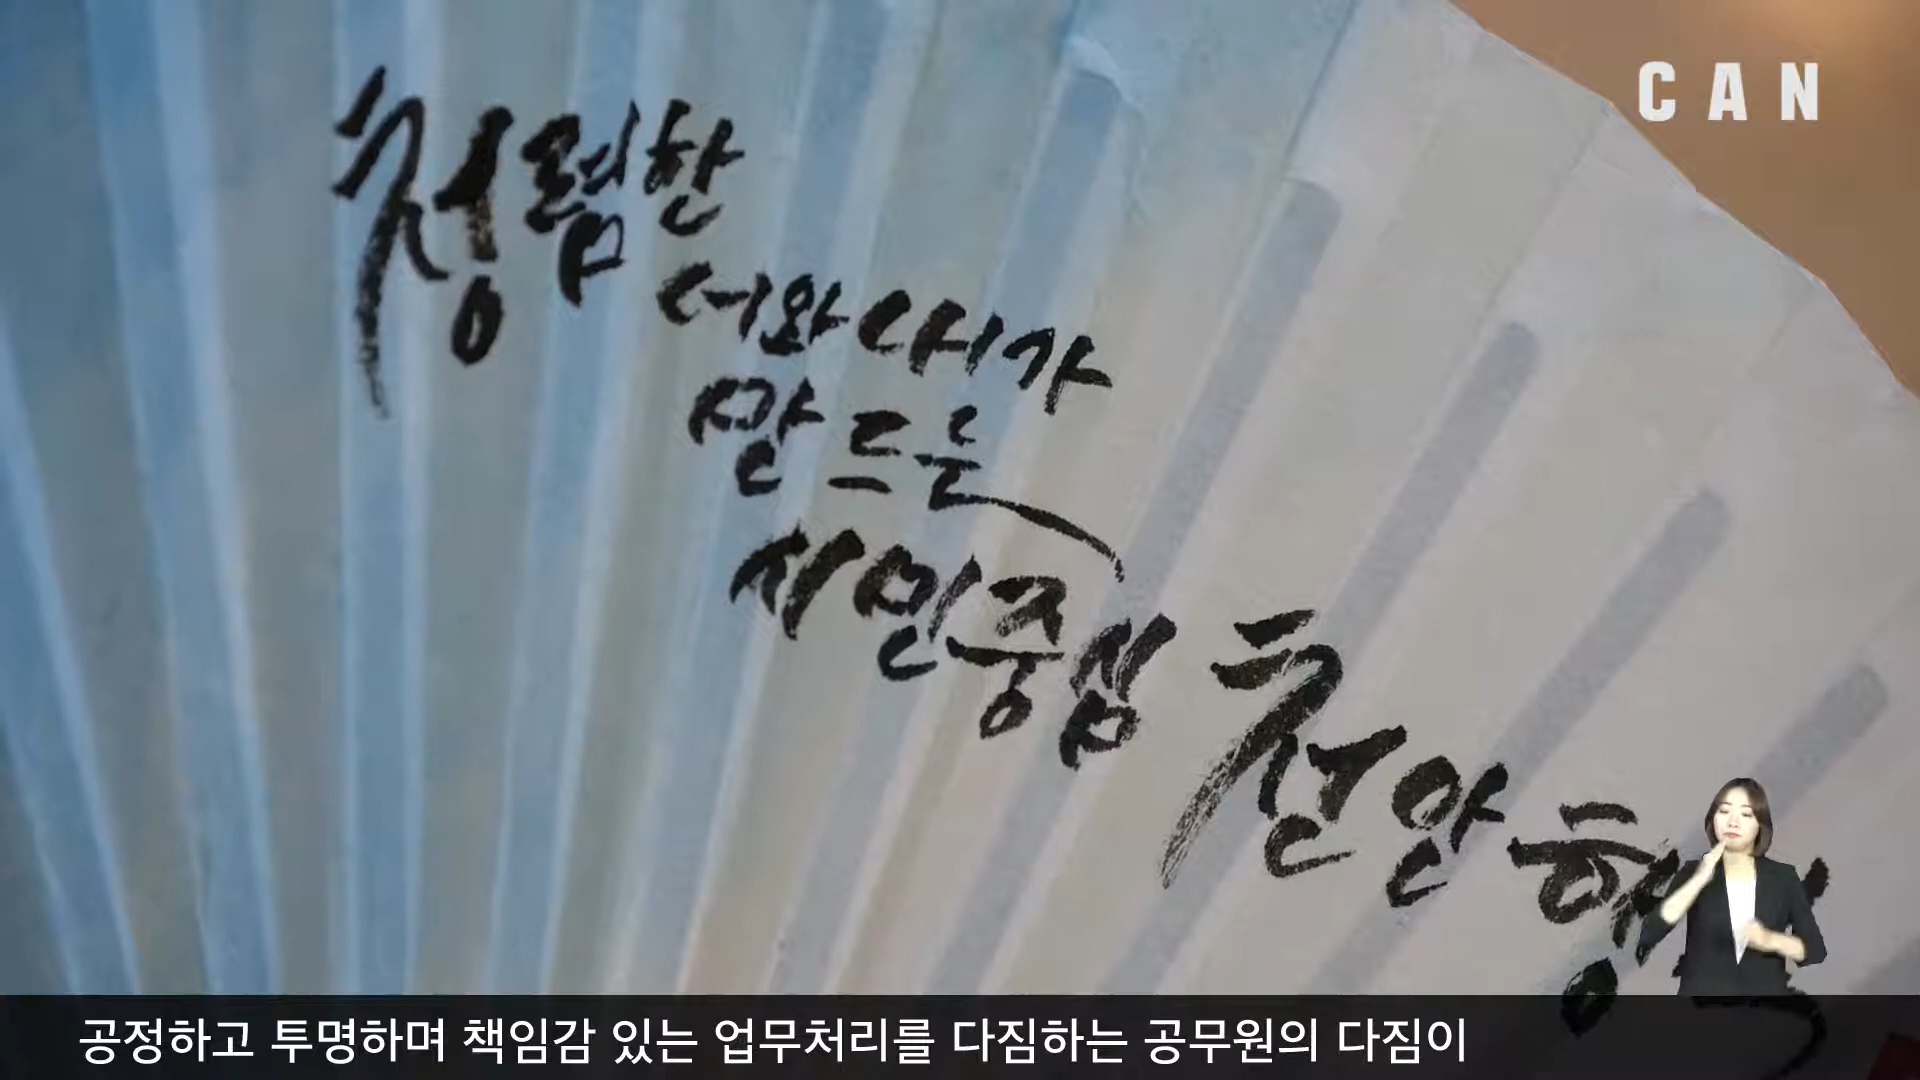 CAN
청렴한
너와 내가
만드는
시민중심 천안
공정하고 투명하며 책임감 있는 업무처리를 다짐하는 공무원의 다짐이